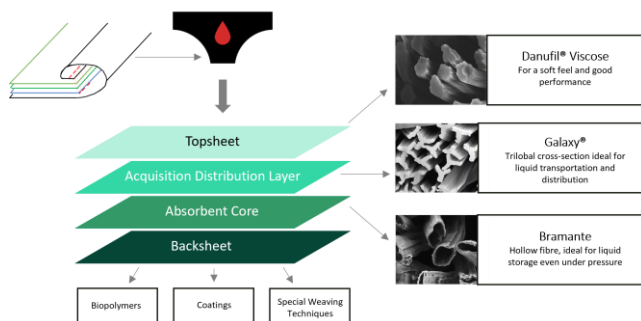 Topsheet
Acquisition Distribution Layer
Absorbent Core
Backsheet
Biopolymers
Coatings
Special Weaving
Techniques
Danufil® Viscose
For a soft feel and good
performance
Galaxy®
Trilobal cross-section ideal for
liquid transportation and
distribution
Bramante
Hollow fibre, ideal for liquid
storage even under pressure